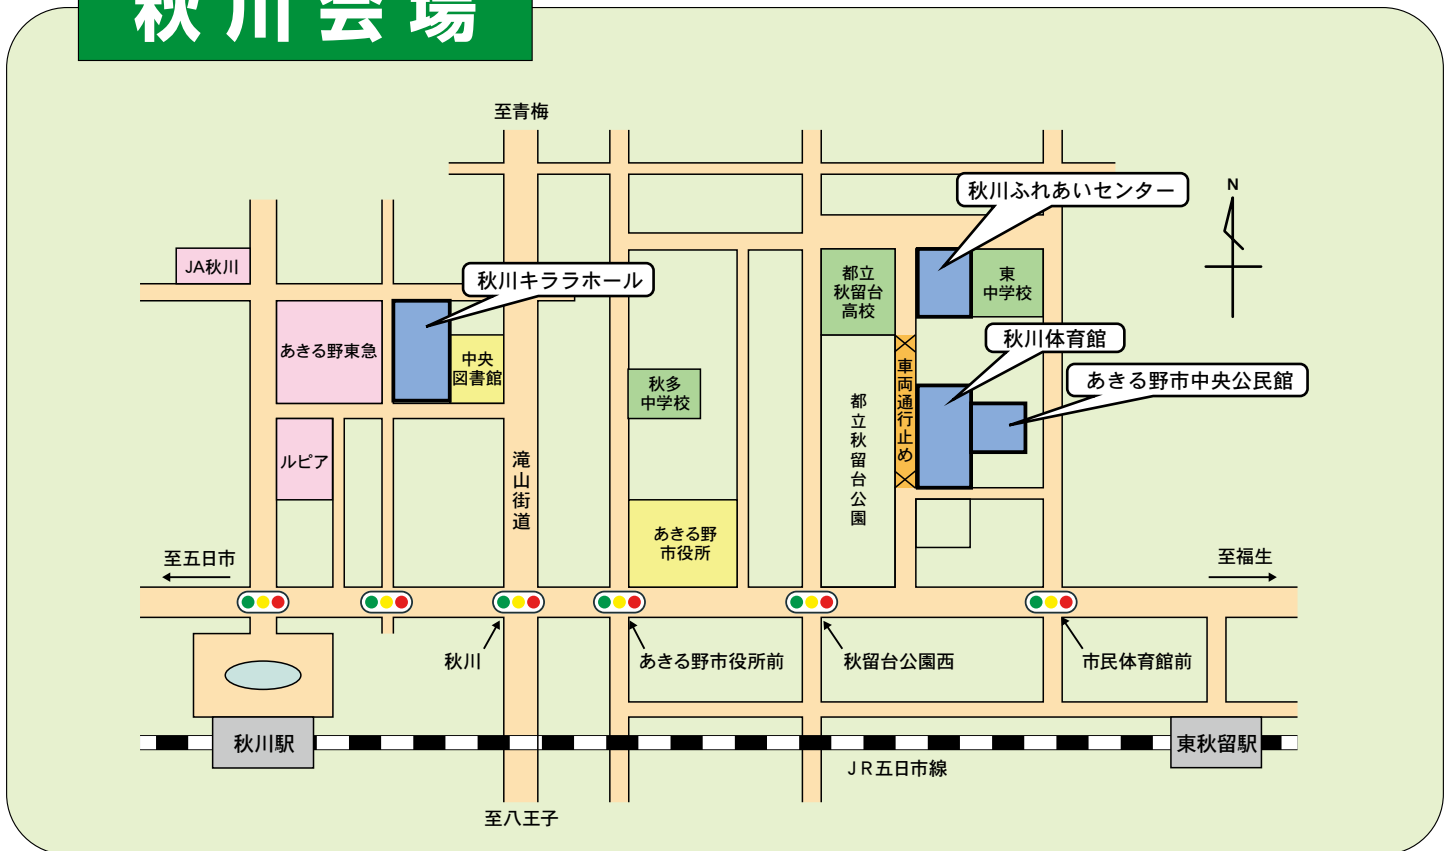 秋川会場
至青梅
秋川ふれあいセンター
N
JA秋川
秋川キララホール
都立
秋留台
高校
東
中学校
あきる野東急
中央
図書館
秋川体育館
車両通行止め
秋多
中学校
あきる野市中央公民館
都立秋留台公園
ルピア
滝山街道
あきる野
市役所
至五日市
至福生
秋川
あきる野市役所前
秋留台公園西
市民体育館前
秋川駅
東秋留駅
JR五日市線
至八王子